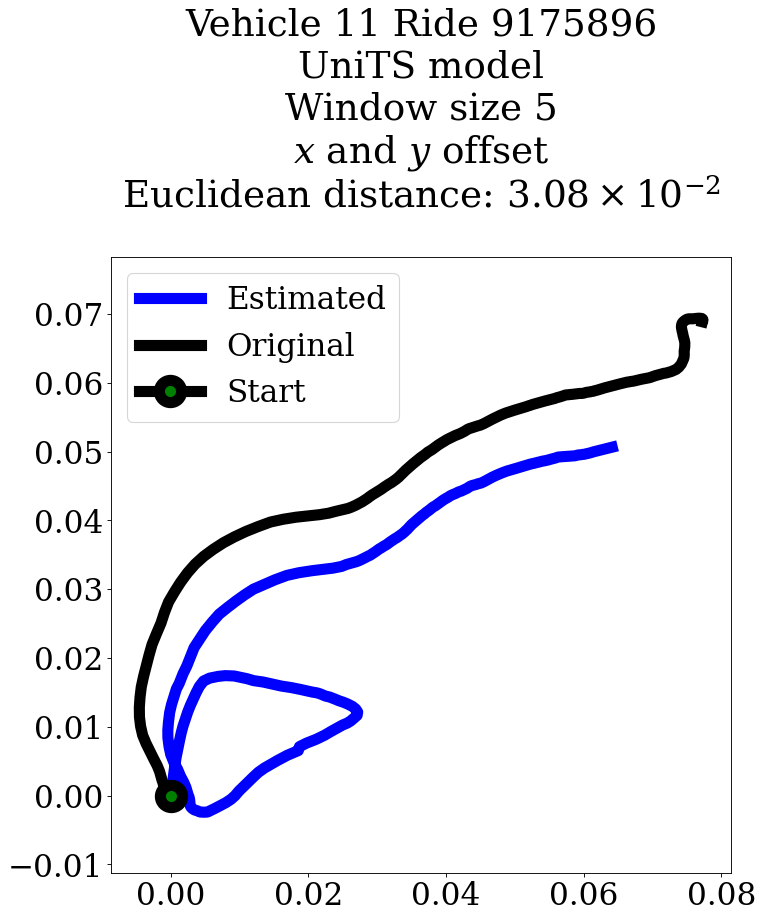 Vehicle 11 Ride 9175896
UniTS model
Window size 5
x and y offset
Euclidean distance: 3.08 × 10⁻²
Estimated
Original
Start
0.07
0.06
0.05
0.04
0.03
0.02
0.01
0.00
−0.01
0.00 0.02 0.04 0.06 0.08